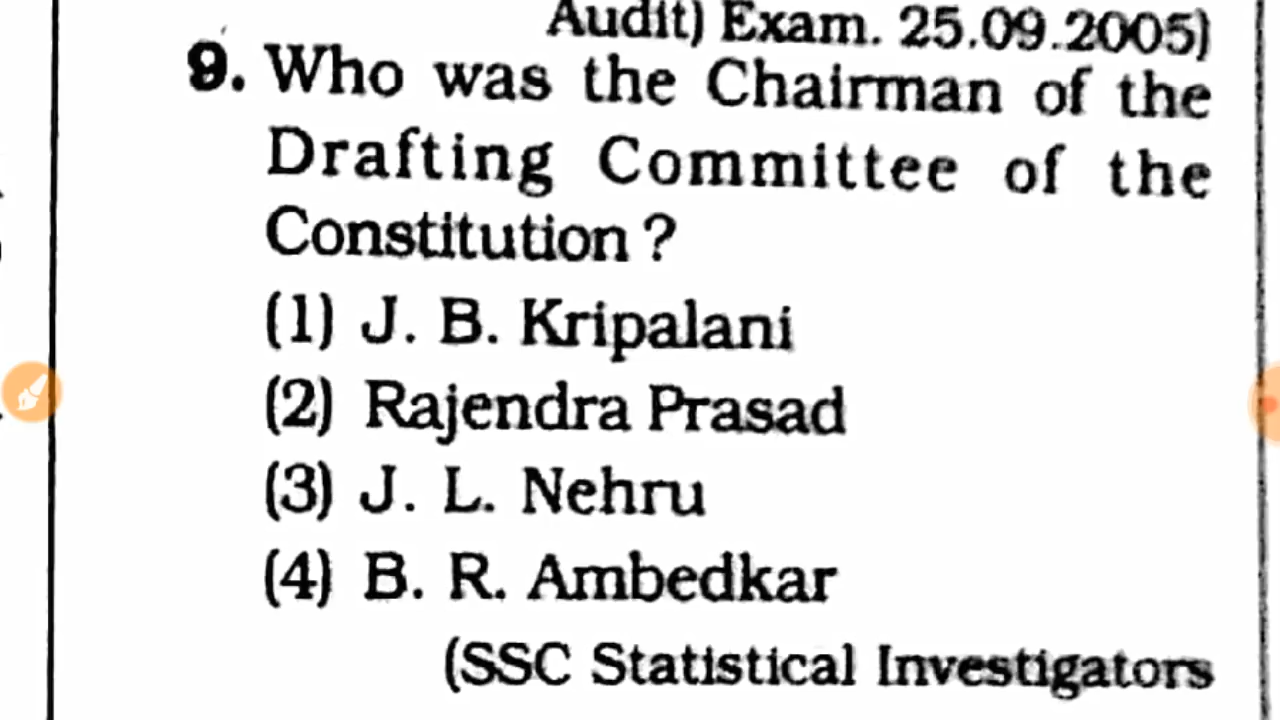 Audit) Exam. 25.09.2005)
9. Who was the Chairman of the
Drafting Committee of the
Constitution ?
(1) J. B. Kripalani
(2) Rajendra Prasad
(3) J. L. Nehru
(4) B. R. Ambedkar
(SSC Statistical Investigators